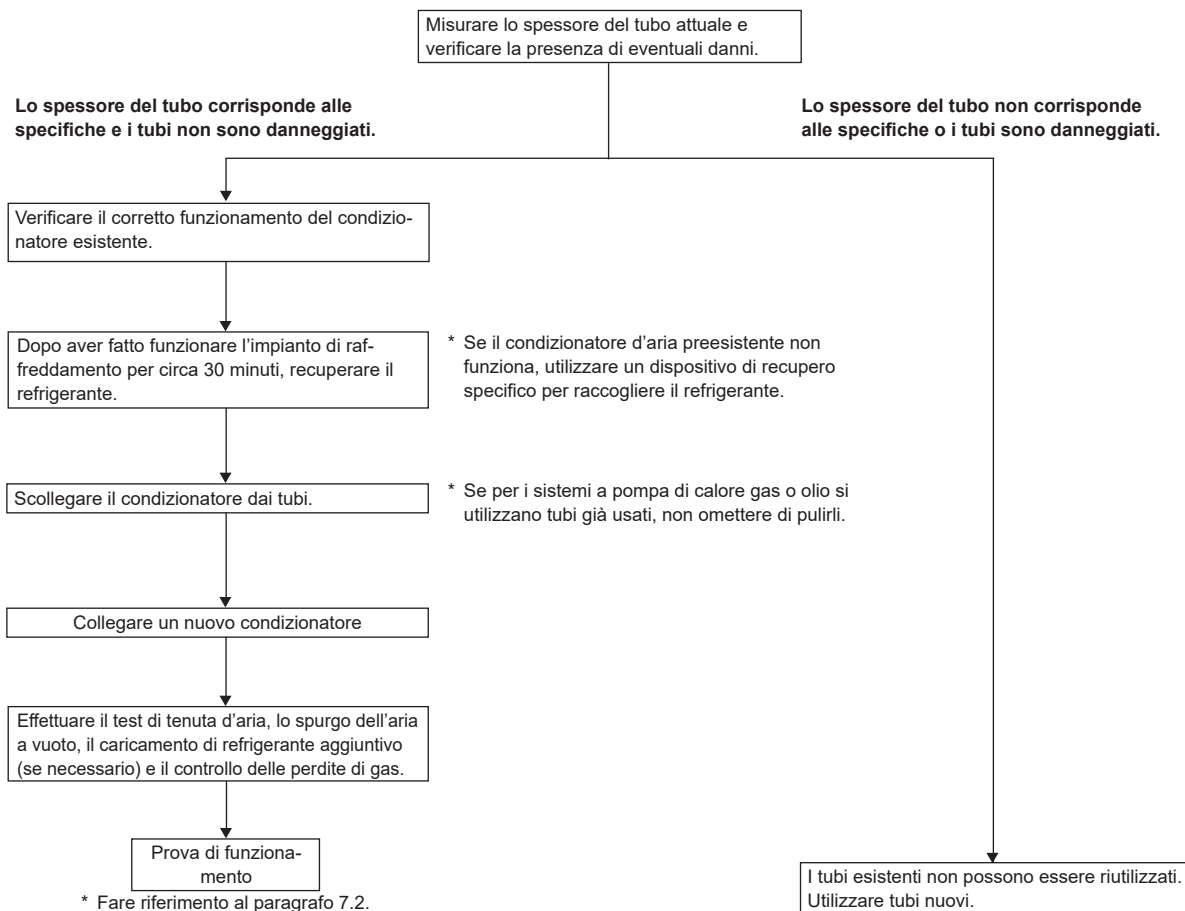 Misurare lo spessore del tubo attuale e
verificare la presenza di eventuali danni.
Lo spessore del tubo corrisponde alle
specifiche e i tubi non sono danneggiati.
Lo spessore del tubo non corrisponde
alle specifiche o i tubi sono danneggiati.
Verificare il corretto funzionamento del condizio-
natore esistente.
Dopo aver fatto funzionare l’impianto di raf-
freddamento per circa 30 minuti, recuperare il
refrigerante.
* Se il condizionatore d’aria preesistente non
funziona, utilizzare un dispositivo di recupero
specifico per raccogliere il refrigerante.
Scollegare il condizionatore dai tubi.
* Se per i sistemi a pompa di calore gas o olio si
utilizzano tubi già usati, non omettere di pulirli.
Collegare un nuovo condizionatore
Effettuare il test di tenuta d’aria, lo spurgo dell’aria
a vuoto, il caricamento di refrigerante aggiuntivo
(se necessario) e il controllo delle perdite di gas.
Prova di funziona-
mento
* Fare riferimento al paragrafo 7.2.
I tubi esistenti non possono essere riutilizzati.
Utilizzare tubi nuovi.